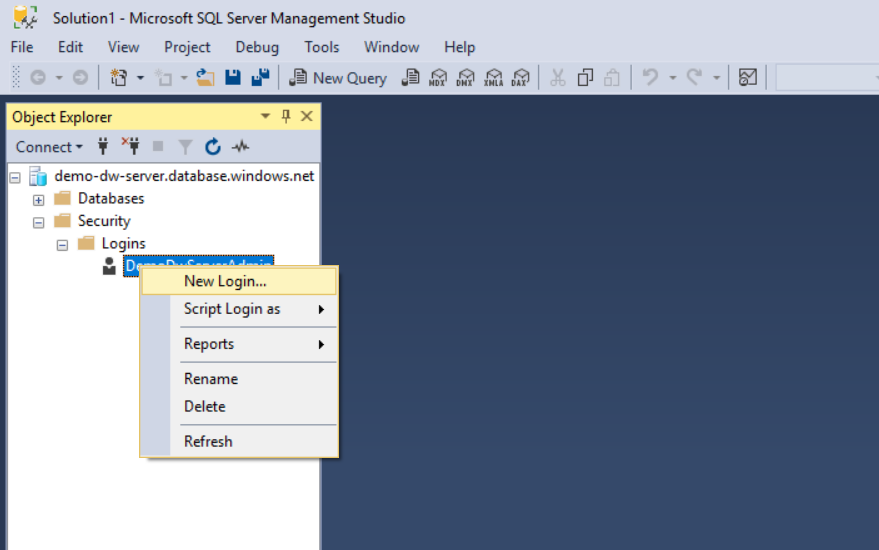 Solution1 - Microsoft SQL Server Management Studio
File Edit View Project Debug Tools Window Help
New Query MDX DMX XMLA DAX
Object Explorer
Connect
demo-dw-server.database.windows.net
Databases
Security
Logins
DemoDwServerAdmin
New Login...
Script Login as
Reports
Rename
Delete
Refresh